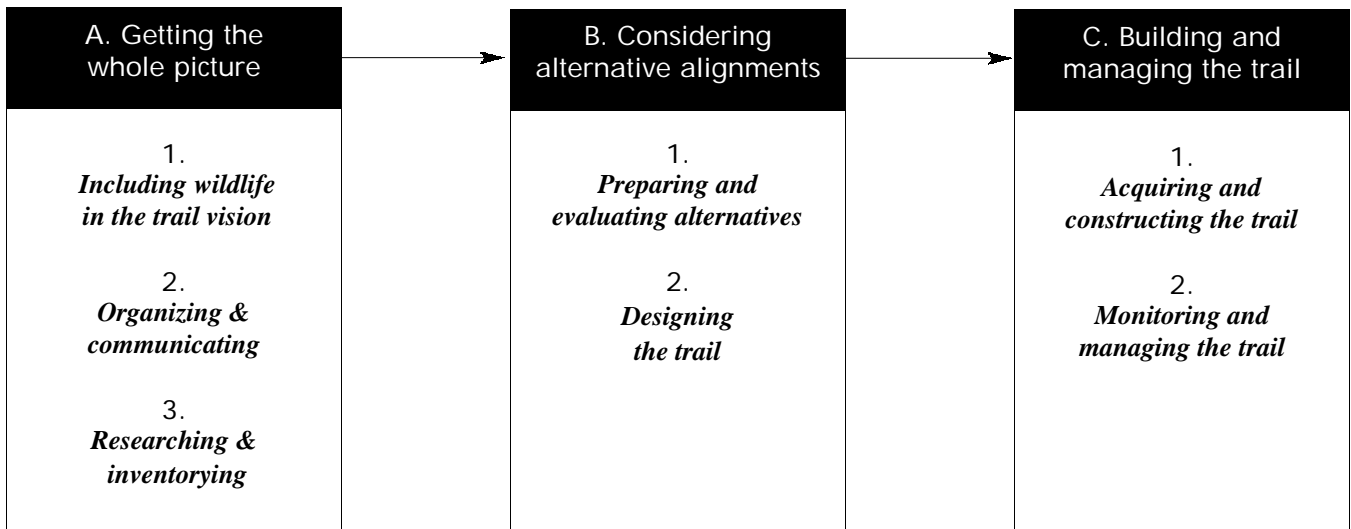 A. Getting the
whole picture
1.
Including wildlife
in the trail vision
2.
Organizing &
communicating
3.
Researching &
inventorying
B. Considering
alternative alignments
1.
Preparing and
evaluating alternatives
2.
Designing
the trail
C. Building and
managing the trail
1.
Acquiring and
constructing the trail
2.
Monitoring and
managing the trail